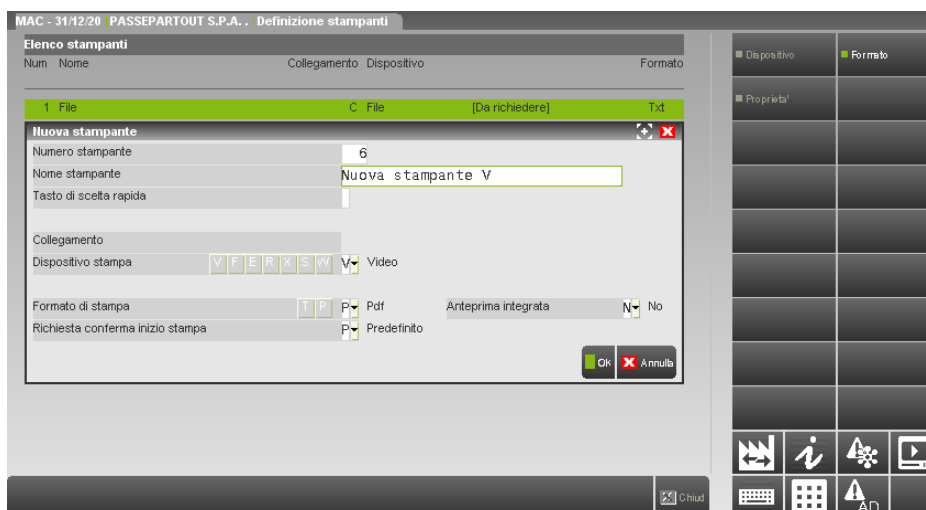 MAC - 31/12/20 PASSEPARTOUT S.P.A. . Definizione stampanti
Elenco stampanti
Num Nome Collegamento Dispositivo Formato
1 File C File [Da richiedere] Txt
Nuova stampante
Numero stampante 6
Nome stampante Nuova stampante V
Tasto di scelta rapida
Collegamento
Dispositivo stampa V F E R X S W V Video
Formato di stampa T P P Pdf Anteprima integrata N No
Richiesta conferma inizio stampa P Predefinito
Ok Annulla
Chiud
Dispositivo Formato
Proprieta'
AD